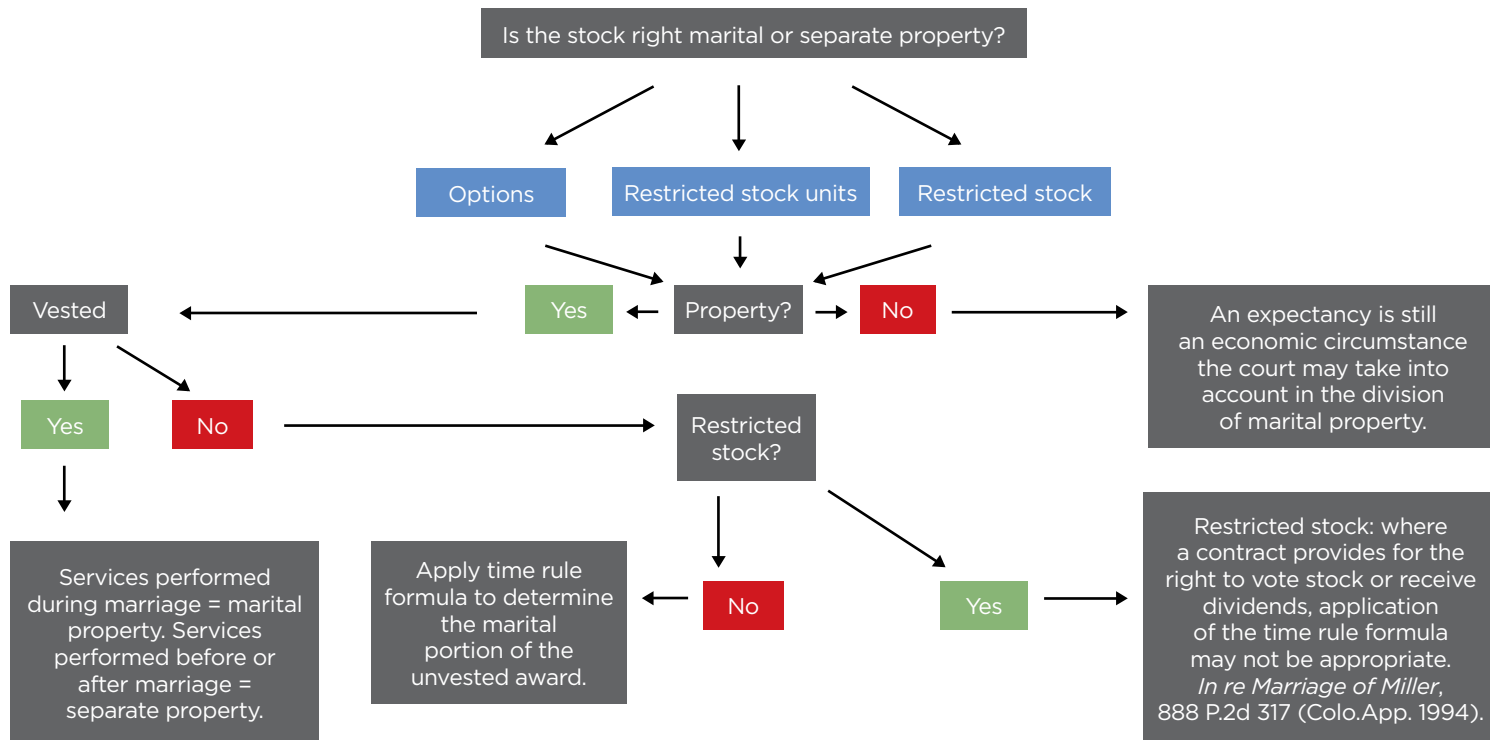 Is the stock right marital or separate property?
Options
Restricted stock units
Restricted stock
Vested
Yes
Property?
No
An expectancy is still
an economic circumstance
the court may take into
account in the division
of marital property.
Yes
No
Restricted
stock?
Services performed
during marriage = marital
property. Services
performed before or
after marriage =
separate property.
Apply time rule
formula to determine
the marital
portion of the
unvested award.
No
Yes
Restricted stock: where
a contract provides for the
right to vote stock or receive
dividends, application
of the time rule formula
may not be appropriate.
In re Marriage of Miller,
888 P.2d 317 (Colo.App. 1994).